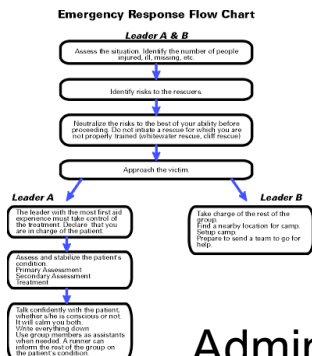 Emergency Response Flow Chart
Leader A & B
Assess the situation. Identify the number of people
injured, ill, missing, etc.
Identify risks to the rescuers.
Neutralize the risks to the best of your ability before
proceeding. Do not intiate a rescue for which you are
not properly trained (whitewater rescue, cliff rescue)
Approach the victim.
Leader A
The leader with the most first aid
experience must take control of
the treatment. Declare that you
are in charge of the patient.
Assess and stabilize the patient's
condition.
Primary Assessment
Secondary Assessment
Treatment
Talk confidently with the patient,
whether s/he is conscious or not.
It will calm you both.
Write everything down
Use group members as assistants
when needed. A runner can
inform the rest of the group on
the patient's condition.
Leader B
Take charge of the rest of the
group.
Find a nearby location for camp.
Setup camp.
Prepare to send a team to go for
help.
Admin